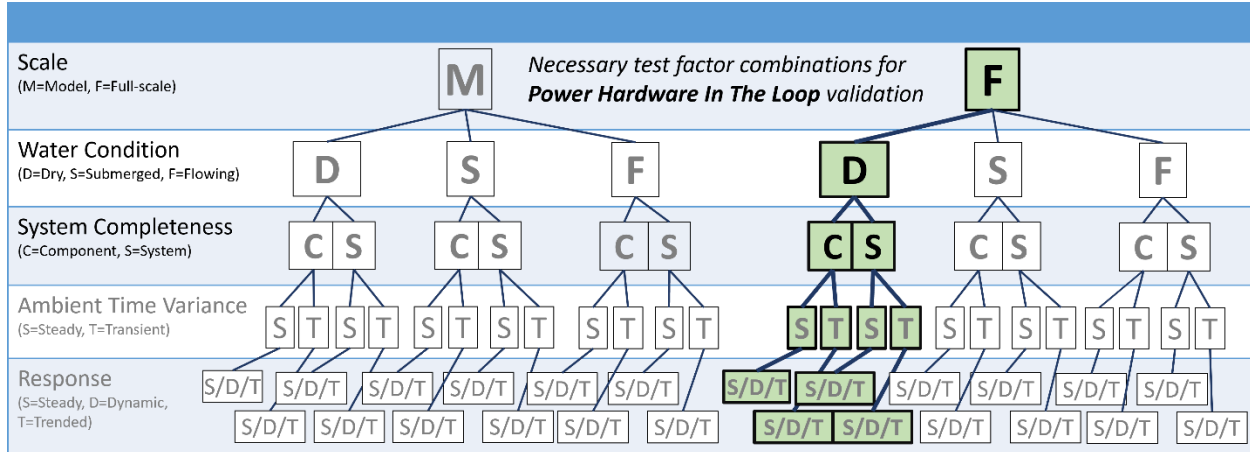 Scale
(M=Model, F=Full-scale)
M
Necessary test factor combinations for
Power Hardware In The Loop validation
F
Water Condition
(D=Dry, S=Submerged, F=Flowing)
D S F D S F
System Completeness
(C=Component, S=System)
C S C S C S C S C S C S
Ambient Time Variance
(S=Steady, T=Transient)
S T S T S T S T S T S T S T S T S T S T S T S T
Response
(S=Steady, D=Dynamic,
T=Trended)
S/D/T S/D/T S/D/T S/D/T S/D/T S/D/T S/D/T S/D/T S/D/T S/D/T S/D/T S/D/T
S/D/T S/D/T S/D/T S/D/T S/D/T S/D/T S/D/T S/D/T S/D/T S/D/T S/D/T S/D/T